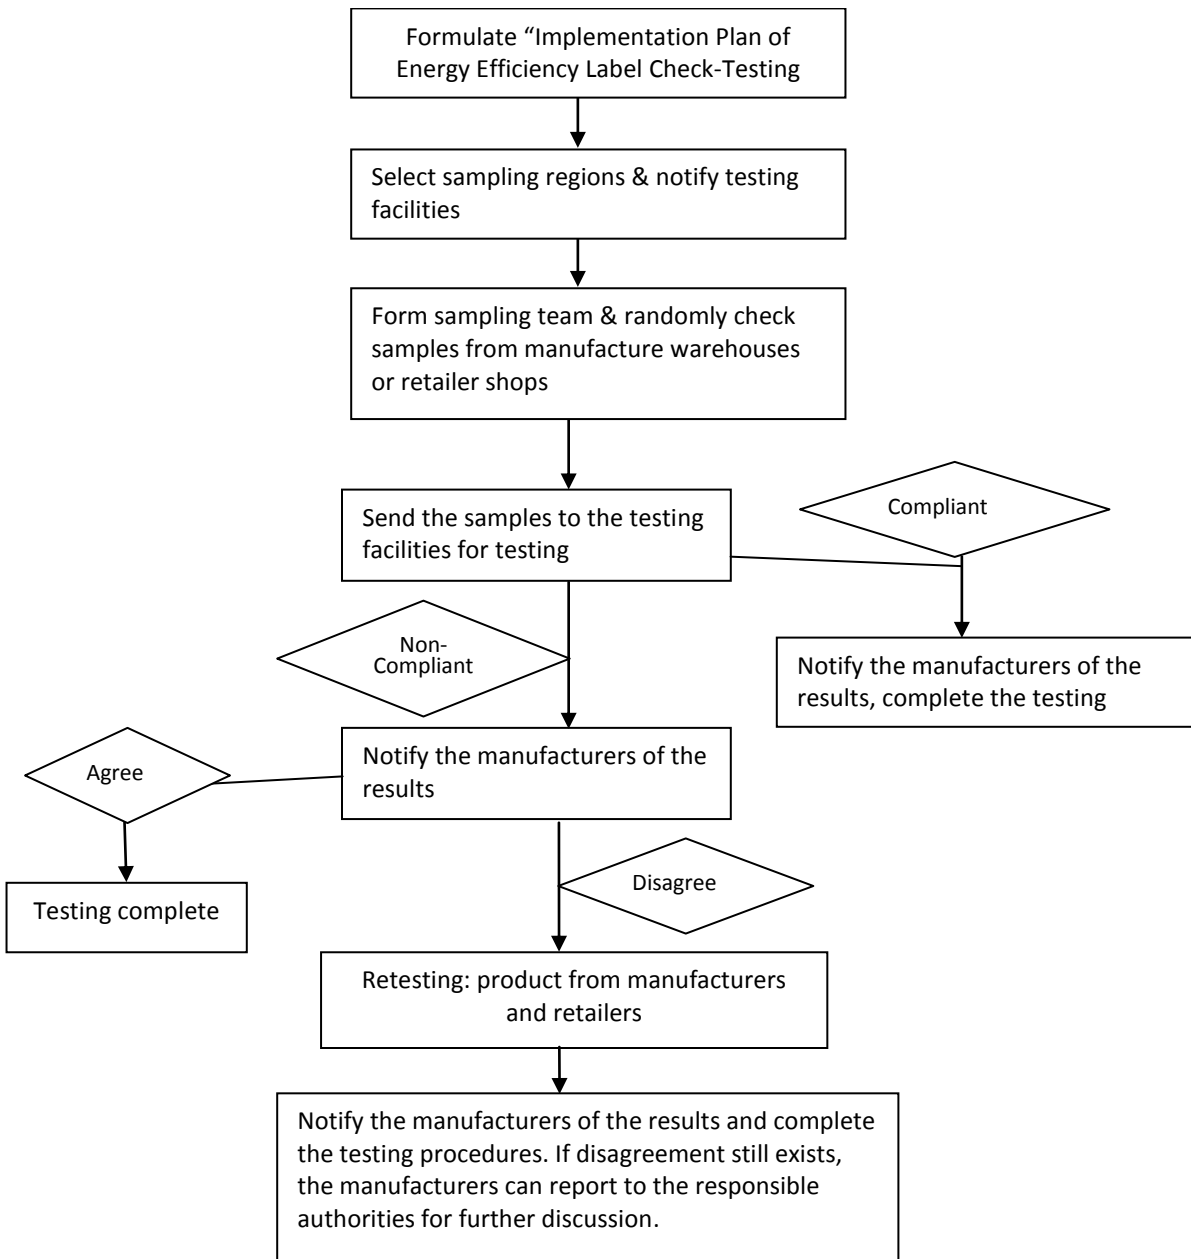 Formulate “Implementation Plan of
Energy Efficiency Label Check-Testing
Select sampling regions & notify testing
facilities
Form sampling team & randomly check
samples from manufacture warehouses
or retailer shops
Send the samples to the testing
facilities for testing
Compliant
Non-
Compliant
Notify the manufacturers of the
results, complete the testing
Notify the manufacturers of the
results
Agree
Testing complete
Disagree
Retesting: product from manufacturers
and retailers
Notify the manufacturers of the results and complete
the testing procedures. If disagreement still exists,
the manufacturers can report to the responsible
authorities for further discussion.